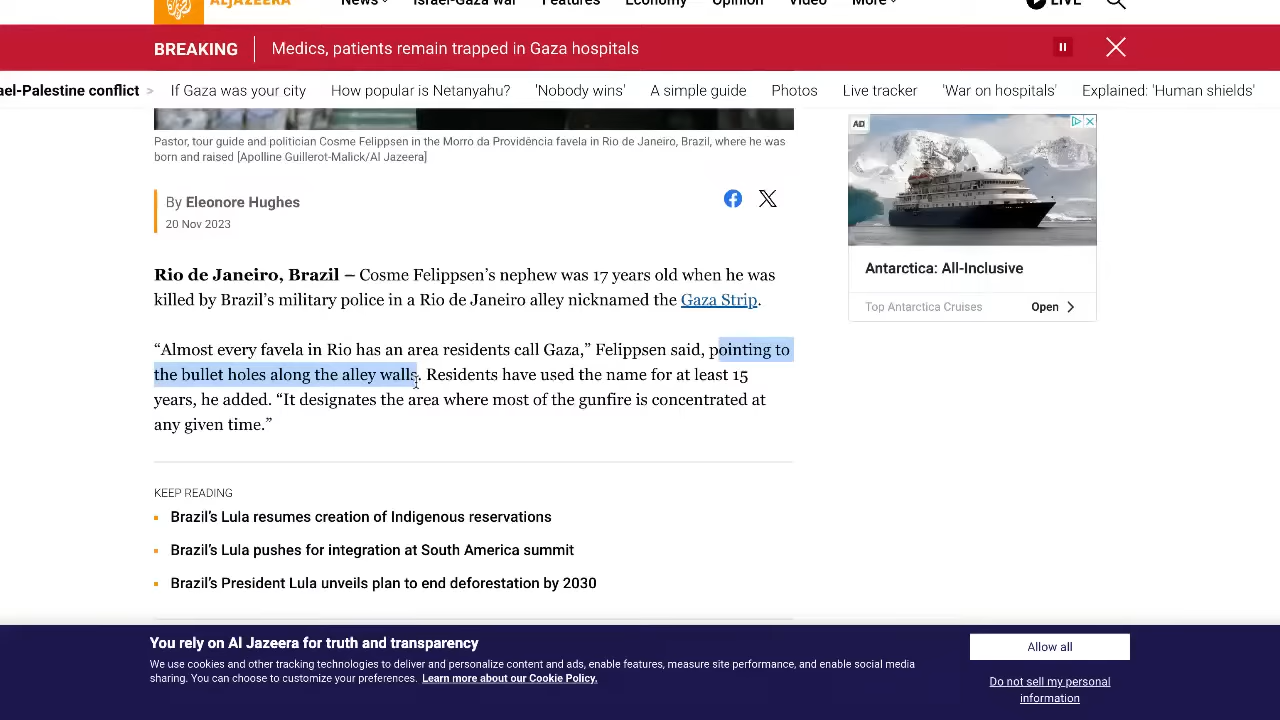 ALJAZEERA
News
Israel-Gaza war
Features
Economy
Opinion
Video
More
LIVE
BREAKING
Medics, patients remain trapped in Gaza hospitals
ael-Palestine conflict >
If Gaza was your city
How popular is Netanyahu?
'Nobody wins'
A simple guide
Photos
Live tracker
'War on hospitals'
Explained: 'Human shields'
Pastor, tour guide and politician Cosme Felippsen in the Morro da Providência favela in Rio de Janeiro, Brazil, where he was
born and raised [Apolline Guillerot-Malick/Al Jazeera]
By Eleonore Hughes
20 Nov 2023
Rio de Janeiro, Brazil – Cosme Felippsen’s nephew was 17 years old when he was
killed by Brazil’s military police in a Rio de Janeiro alley nicknamed the Gaza Strip.
“Almost every favela in Rio has an area residents call Gaza,” Felippsen said, pointing to
the bullet holes along the alley walls. Residents have used the name for at least 15
years, he added. “It designates the area where most of the gunfire is concentrated at
any given time.”
KEEP READING
Brazil’s Lula resumes creation of Indigenous reservations
Brazil’s Lula pushes for integration at South America summit
Brazil’s President Lula unveils plan to end deforestation by 2030
AD
Antarctica: All-Inclusive
Top Antarctica Cruises
Open
You rely on Al Jazeera for truth and transparency
We use cookies and other tracking technologies to deliver and personalize content and ads, enable features, measure site performance, and enable social media
sharing. You can choose to customize your preferences. Learn more about our Cookie Policy.
Allow all
Do not sell my personal
information